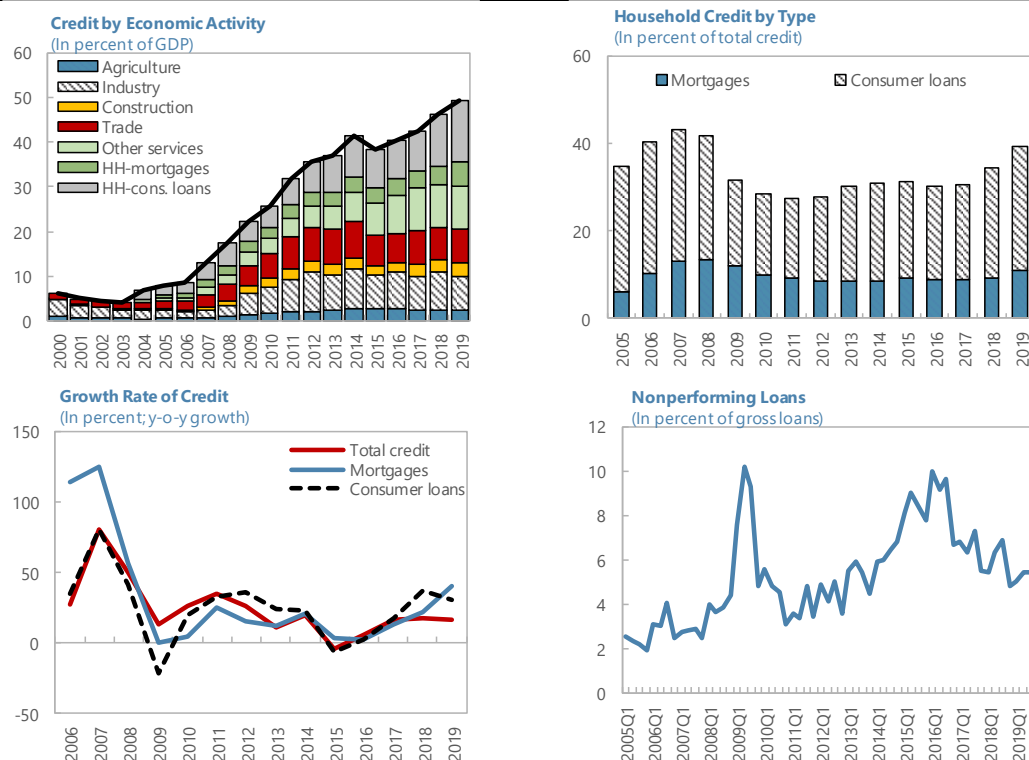 Credit by Economic Activity
(In percent of GDP)
60
50
40
30
20
10
0
Agriculture
Industry
Construction
Trade
Other services
HH-mortgages
HH-cons. loans
2000
2001
2002
2003
2004
2005
2006
2007
2008
2009
2010
2011
2012
2013
2014
2015
2016
2017
2018
2019
Household Credit by Type
(In percent of total credit)
60
40
20
0
Mortgages
Consumer loans
2005
2006
2007
2008
2009
2010
2011
2012
2013
2014
2015
2016
2017
2018
2019
Growth Rate of Credit
(In percent; y-o-y growth)
150
100
50
0
-50
Total credit
Mortgages
Consumer loans
2006
2007
2008
2009
2010
2011
2012
2013
2014
2015
2016
2017
2018
2019
Nonperforming Loans
(In percent of gross loans)
12
10
8
6
4
2
0
2005Q1
2006Q1
2007Q1
2008Q1
2009Q1
2010Q1
2011Q1
2012Q1
2013Q1
2014Q1
2015Q1
2016Q1
2017Q1
2018Q1
2019Q1